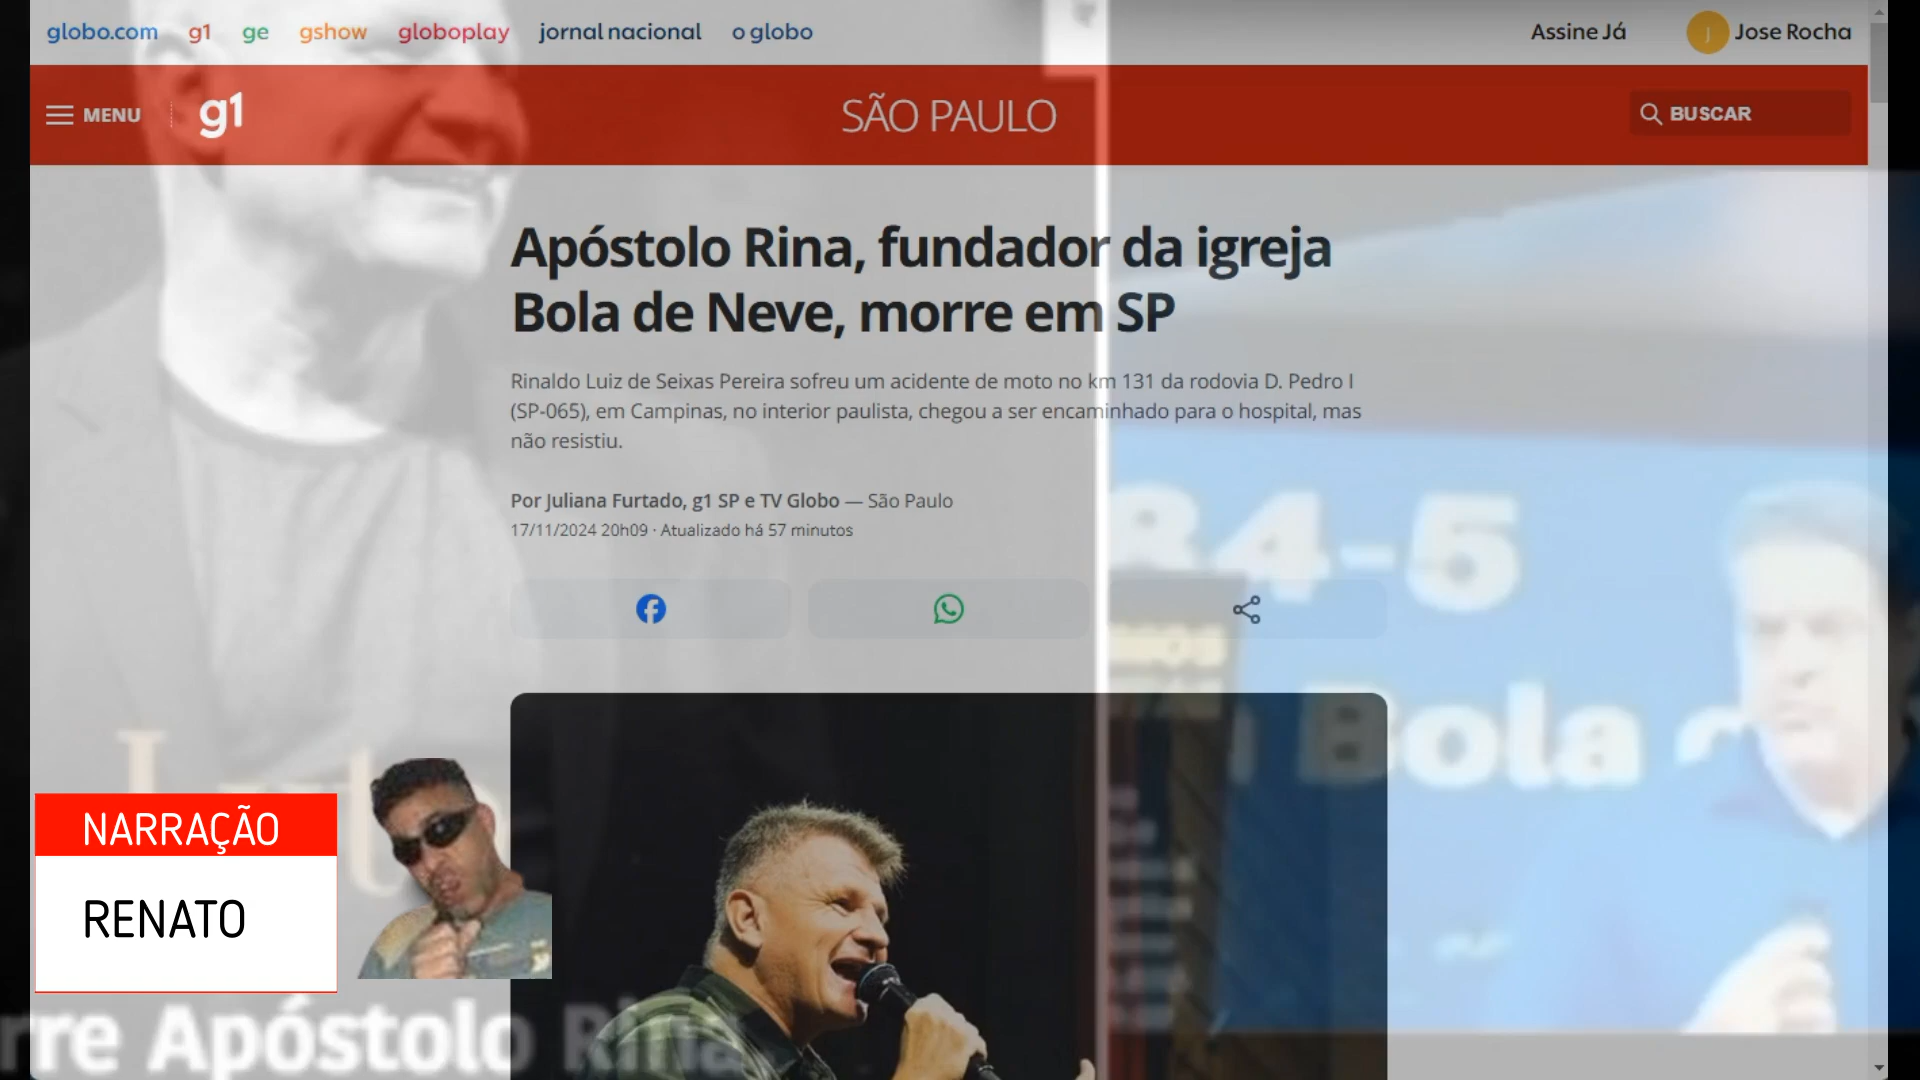 globo.com g1 ge gshow globoplay jornal nacional o globo Assine Já J Jose Rocha
MENU g1 SÃO PAULO BUSCAR
Apóstolo Rina, fundador da igreja
Bola de Neve, morre em SP
Rinaldo Luiz de Seixas Pereira sofreu um acidente de moto no km 131 da rodovia D. Pedro I
(SP-065), em Campinas, no interior paulista, chegou a ser encaminhado para o hospital, mas
não resistiu.
Por Juliana Furtado, g1 SP e TV Globo — São Paulo
17/11/2024 20h09 · Atualizado há 57 minutos
84-5
Bola
NARRAÇÃO
RENATO
rre Apóstolo Rina